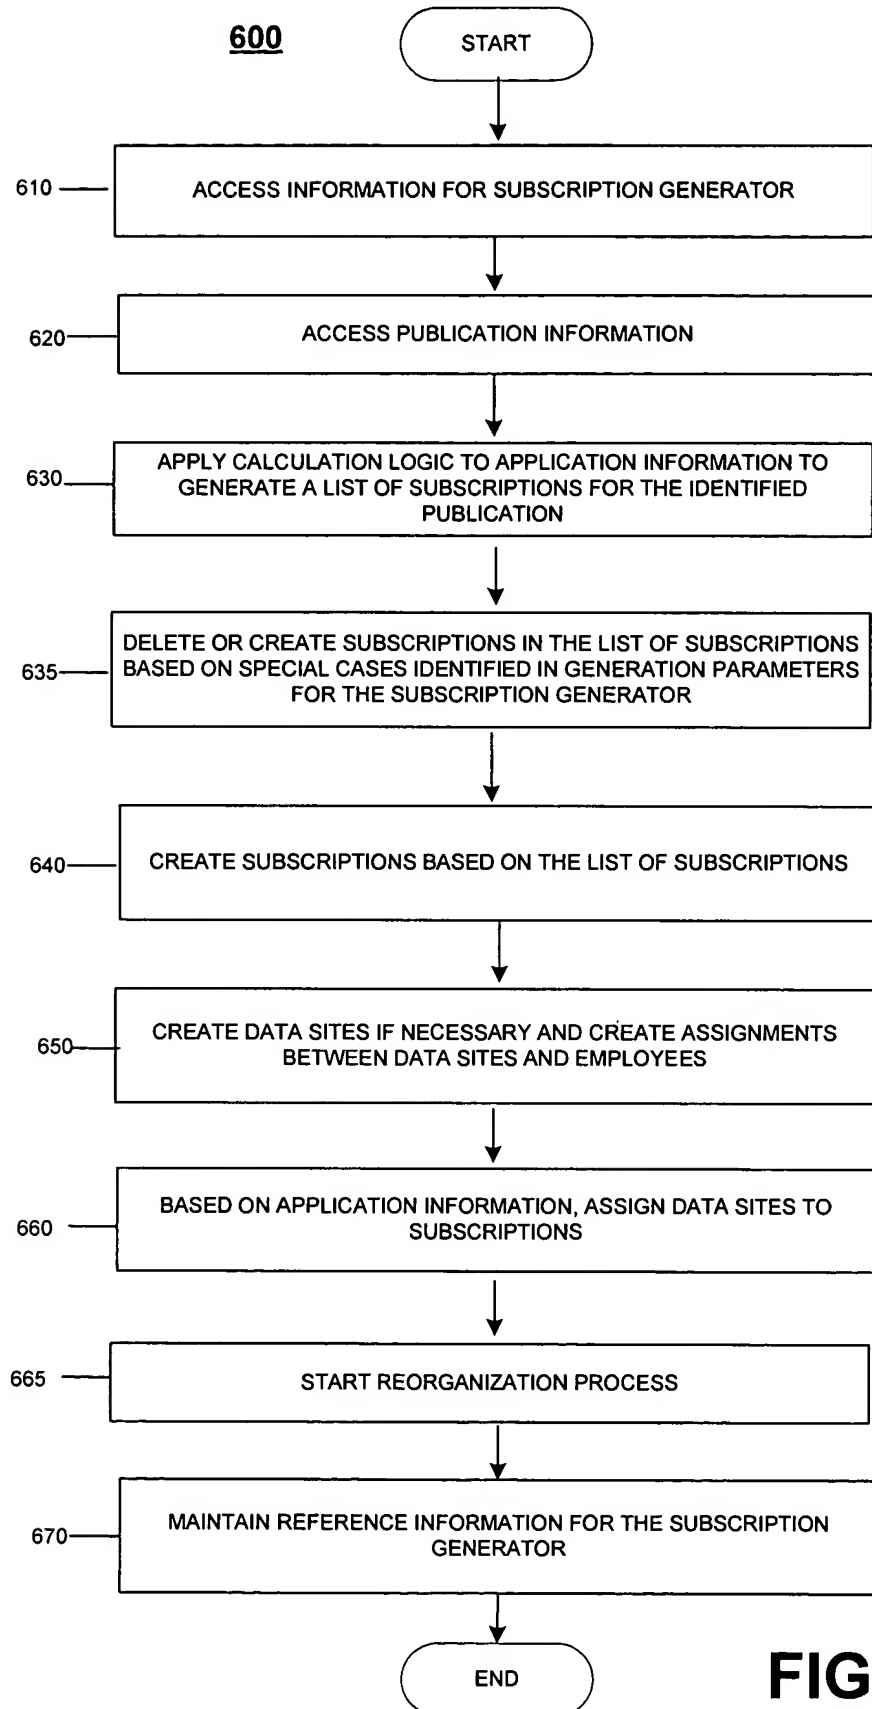 600
START
610
ACCESS INFORMATION FOR SUBSCRIPTION GENERATOR
620
ACCESS PUBLICATION INFORMATION
630
APPLY CALCULATION LOGIC TO APPLICATION INFORMATION TO
GENERATE A LIST OF SUBSCRIPTIONS FOR THE IDENTIFIED
PUBLICATION
635
DELETE OR CREATE SUBSCRIPTIONS IN THE LIST OF SUBSCRIPTIONS
BASED ON SPECIAL CASES IDENTIFIED IN GENERATION PARAMETERS
FOR THE SUBSCRIPTION GENERATOR
640
CREATE SUBSCRIPTIONS BASED ON THE LIST OF SUBSCRIPTIONS
650
CREATE DATA SITES IF NECESSARY AND CREATE ASSIGNMENTS
BETWEEN DATA SITES AND EMPLOYEES
660
BASED ON APPLICATION INFORMATION, ASSIGN DATA SITES TO
SUBSCRIPTIONS
665
START REORGANIZATION PROCESS
670
MAINTAIN REFERENCE INFORMATION FOR THE SUBSCRIPTION
GENERATOR
END
FIG